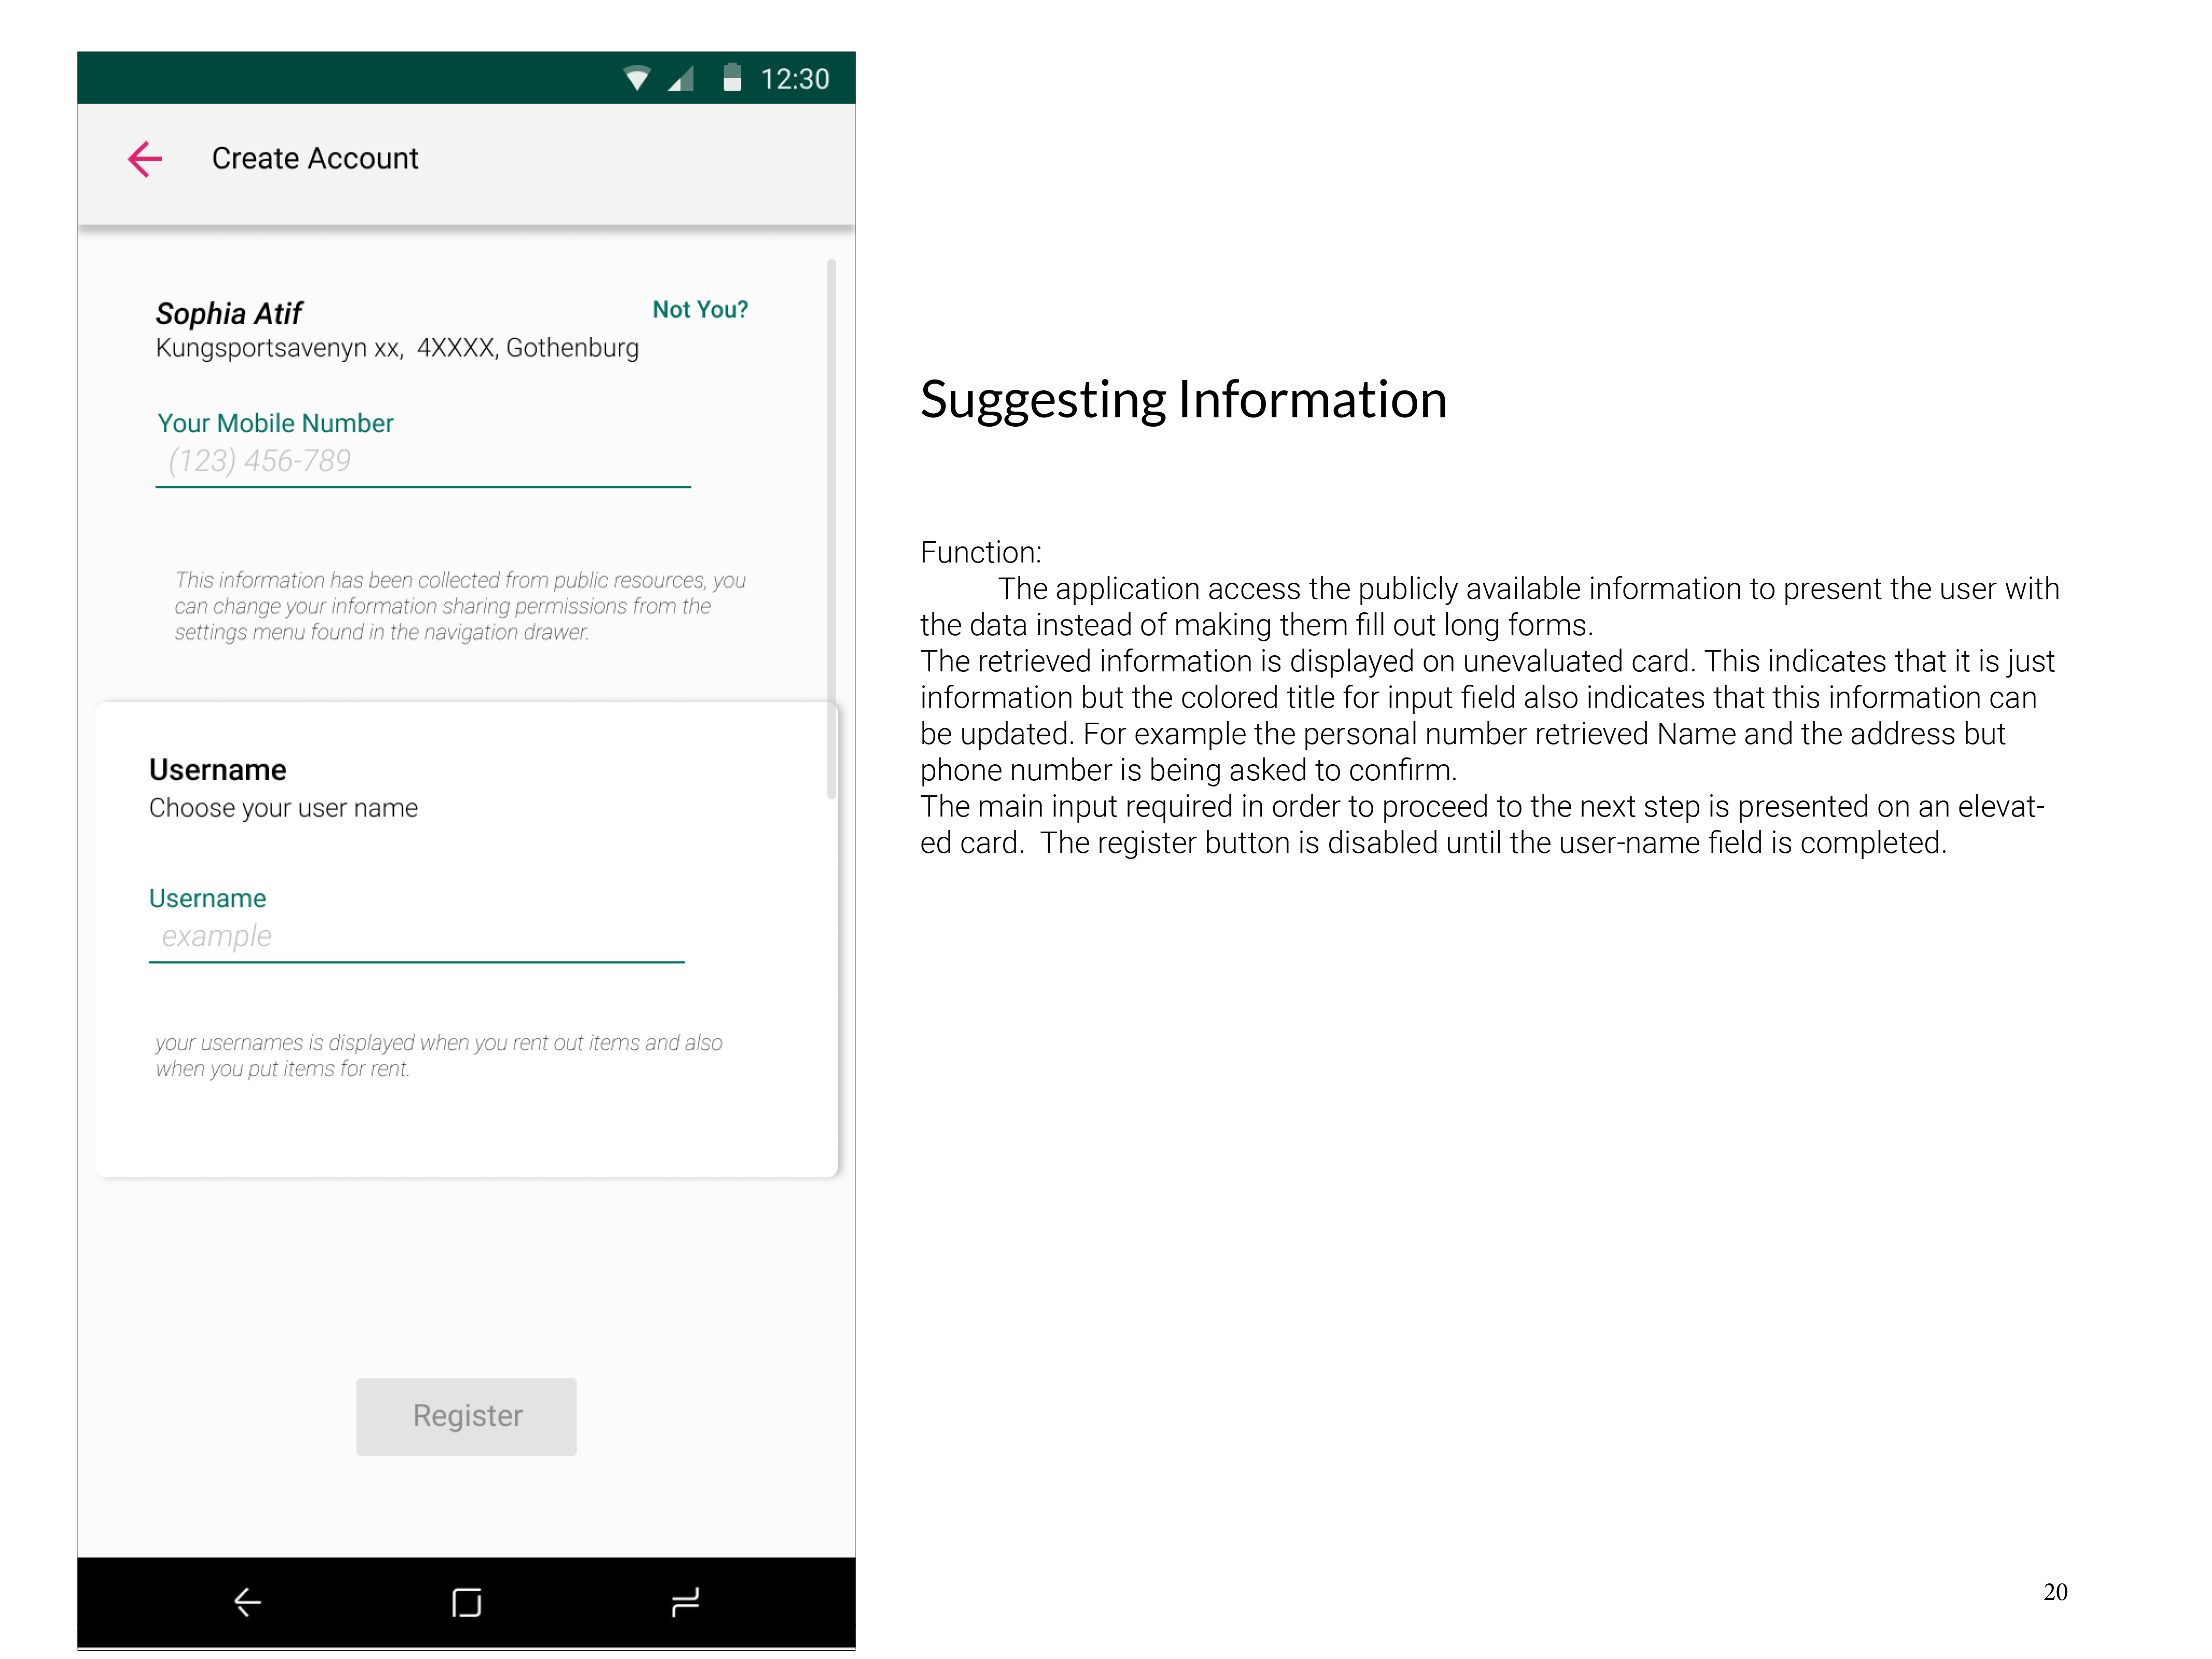 12:30
Create Account
Sophia Atif
Not You?
Kungsportsavenyn xx,  4XXXX, Gothenburg
Your Mobile Number
(123) 456-789
This information has been collected from public resources, you
can change your information sharing permissions from the
settings menu found in the navigation drawer.
Username
Choose your user name
Username
example
your usernames is displayed when you rent out items and also
when you put items for rent.
Register
Suggesting Information
Function:
The application access the publicly available information to present the user with
the data instead of making them fill out long forms.
The retrieved information is displayed on unevaluated card. This indicates that it is just
information but the colored title for input field also indicates that this information can
be updated. For example the personal number retrieved Name and the address but
phone number is being asked to confirm.
The main input required in order to proceed to the next step is presented on an elevat-
ed card.  The register button is disabled until the user-name field is completed.
20